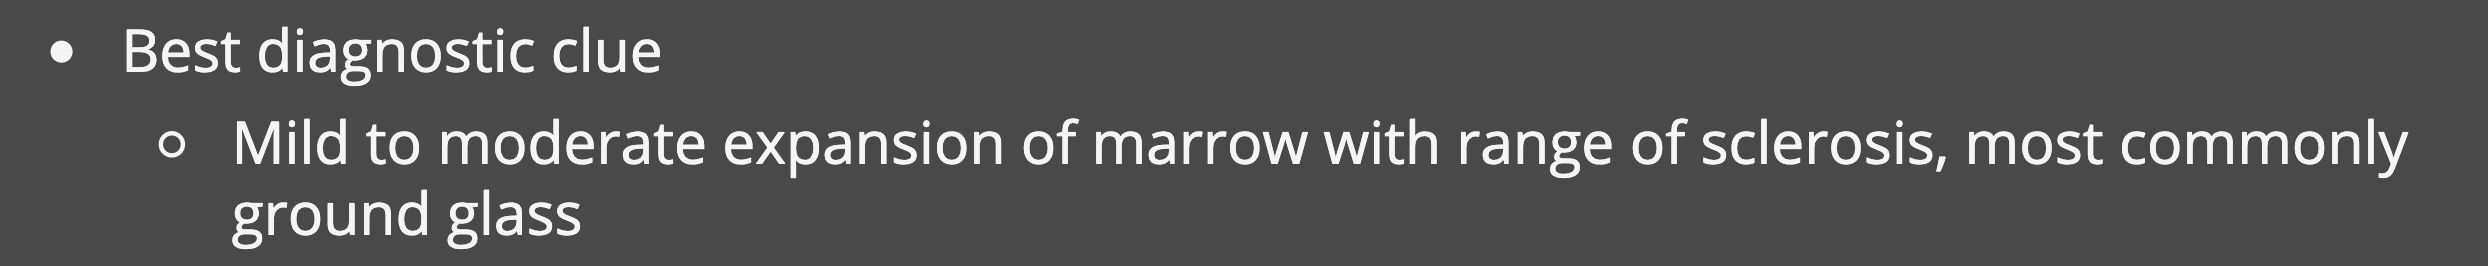 • Best diagnostic clue
○ Mild to moderate expansion of marrow with range of sclerosis, most commonly
ground glass